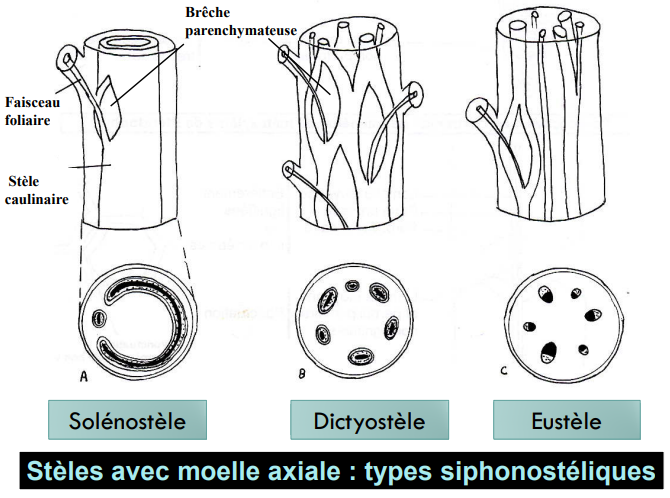 Brêche
parenchymateuse
Faisceau
foliaire
Stèle
caulinaire
A
B
C
Solénostèle
Dictyostèle
Eustèle
Stèles avec moelle axiale : types siphonostéliques